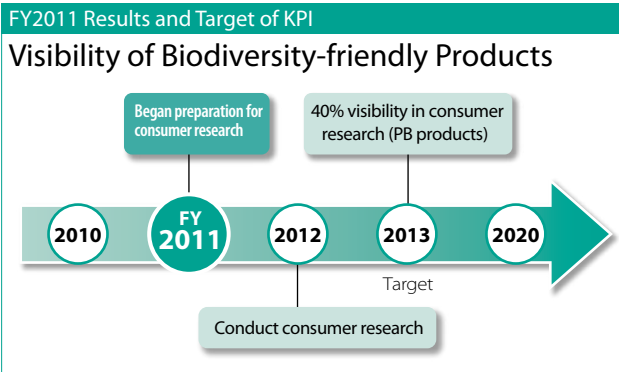 FY2011 Results and Target of KPI
Visibility of Biodiversity-friendly Products
Began preparation for
consumer research
40% visibility in consumer
research (PB products)
2010
FY
2011
2012
2013
2020
Target
Conduct consumer research